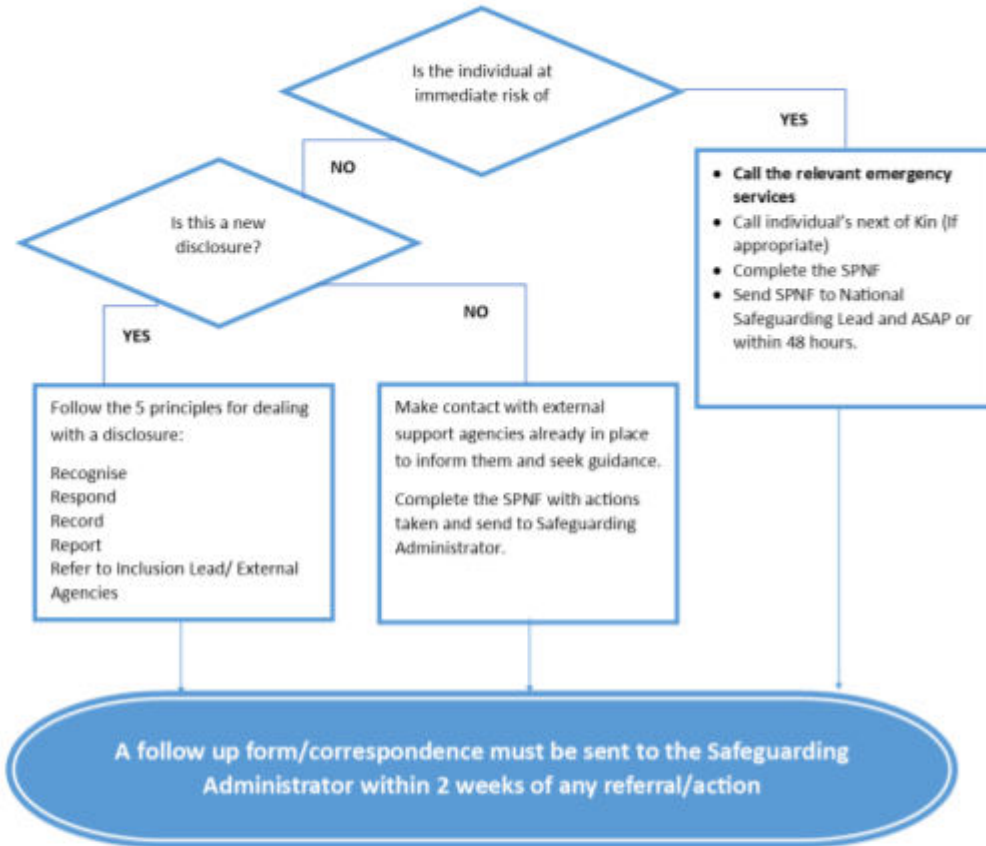 Is the individual at
immediate risk of
YES
NO
• Call the relevant emergency
services
• Call individual's next of Kin (If
appropriate)
• Complete the SPNF
• Send SPNF to National
Safeguarding Lead and ASAP or
within 48 hours.
Is this a new
disclosure?
YES
NO
Follow the 5 principles for dealing
with a disclosure:
Recognise
Respond
Record
Report
Refer to Inclusion Lead/ External
Agencies
Make contact with external
support agencies already in place
to inform them and seek guidance.
Complete the SPNF with actions
taken and send to Safeguarding
Administrator.
A follow up form/correspondence must be sent to the Safeguarding
Administrator within 2 weeks of any referral/action